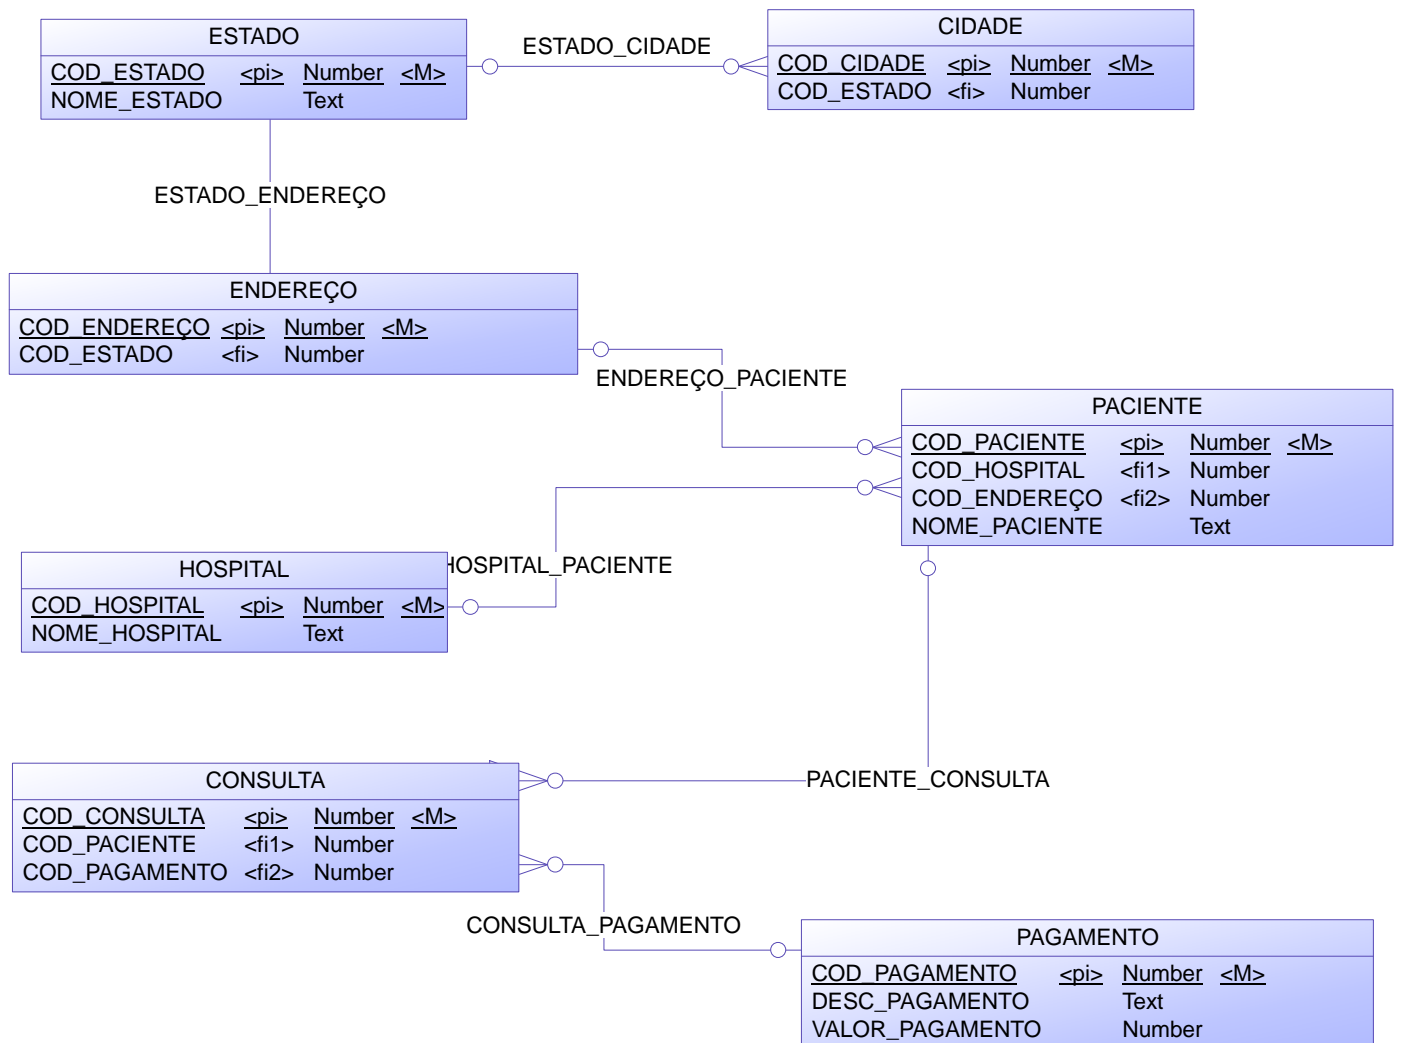 ESTADO
COD_ESTADO <pi> Number <M>
NOME_ESTADO Text
ESTADO_CIDADE
CIDADE
COD_CIDADE <pi> Number <M>
COD_ESTADO <fi> Number
ESTADO_ENDEREÇO
ENDEREÇO
COD_ENDEREÇO <pi> Number <M>
COD_ESTADO <fi> Number
ENDEREÇO_PACIENTE
PACIENTE
COD_PACIENTE <pi> Number <M>
COD_HOSPITAL <fi1> Number
COD_ENDEREÇO <fi2> Number
NOME_PACIENTE Text
HOSPITAL_PACIENTE
HOSPITAL
COD_HOSPITAL <pi> Number <M>
NOME_HOSPITAL Text
PACIENTE_CONSULTA
CONSULTA
COD_CONSULTA <pi> Number <M>
COD_PACIENTE <fi1> Number
COD_PAGAMENTO <fi2> Number
CONSULTA_PAGAMENTO
PAGAMENTO
COD_PAGAMENTO <pi> Number <M>
DESC_PAGAMENTO Text
VALOR_PAGAMENTO Number